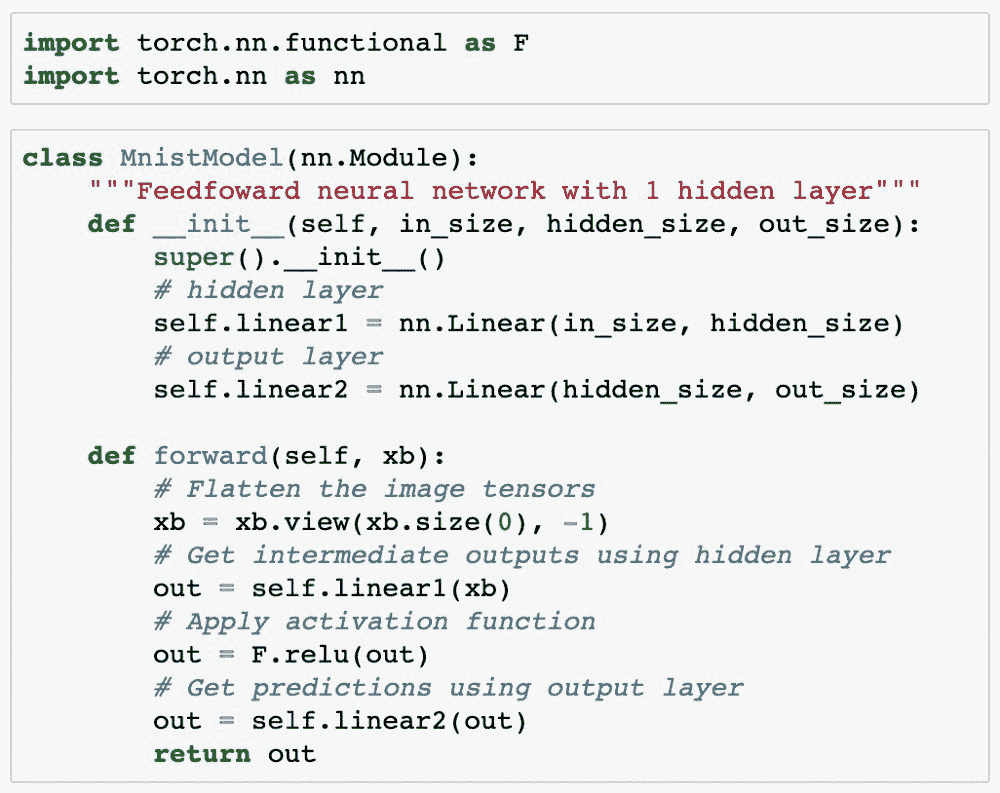 import torch.nn.functional as F
import torch.nn as nn
class MnistModel(nn.Module):
    """Feedfoward neural network with 1 hidden layer"""
    def __init__(self, in_size, hidden_size, out_size):
        super().__init__()
        # hidden layer
        self.linear1 = nn.Linear(in_size, hidden_size)
        # output layer
        self.linear2 = nn.Linear(hidden_size, out_size)
    def forward(self, xb):
        # Flatten the image tensors
        xb = xb.view(xb.size(0), -1)
        # Get intermediate outputs using hidden layer
        out = self.linear1(xb)
        # Apply activation function
        out = F.relu(out)
        # Get predictions using output layer
        out = self.linear2(out)
        return out